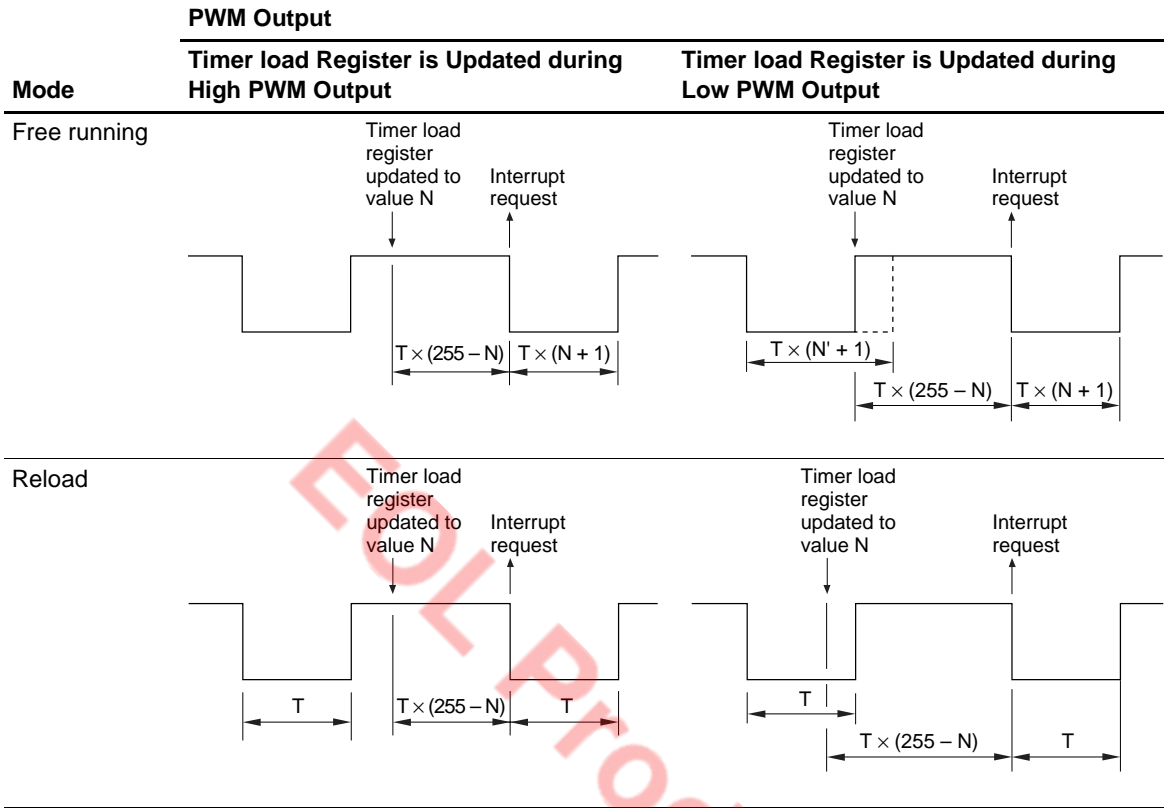 PWM Output
Timer load Register is Updated during
High PWM Output
Timer load Register is Updated during
Low PWM Output
Mode
Free running
Timer load
register
updated to
value N
Interrupt
request
T × (255 – N)
T × (N + 1)
Timer load
register
updated to
value N
Interrupt
request
T × (N' + 1)
T × (255 – N)
T × (N + 1)
Reload
Timer load
register
updated to
value N
Interrupt
request
T
T × (255 – N)
T
Timer load
register
updated to
value N
Interrupt
request
T
T × (255 – N)
T
EOL